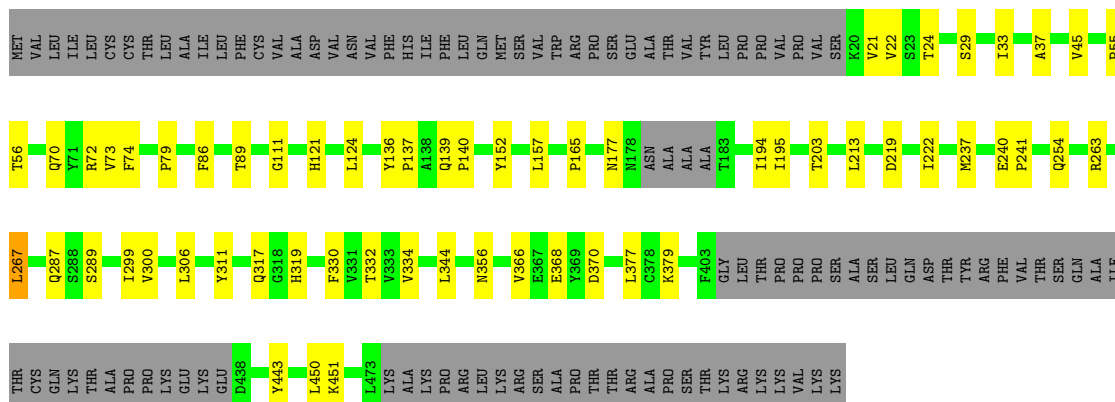 MET VAL LEU ILE LEU CYS CYS THR LEU ALA ILE LEU PHE CYS VAL ALA ASP VAL ASN VAL PHE HIS ILE PHE LEU GLN MET SER VAL TRP ARG PRO SER GLU ALA THR VAL TYR LEU PRO PRO VAL PRO VAL SER K20 V21 V22 S23 T24 S29 I33 A37 V45 R55
T56 Q70 Y71 R72 V73 F74 P79 F86 T89 G111 H121 L124 Y136 P137 A138 Q139 P140 Y152 L157 P165 N177 N178 ASN ALA ALA ALA T183 I194 I195 T203 L213 D219 I222 M237 E240 P241 Q254 R263
L267 Q287 S288 S289 I299 V300 L306 Y311 Q317 G318 H319 F330 V331 T332 V333 V334 L344 N356 V366 E367 E368 Y369 D370 L377 C378 K379 F403 GLY LEU THR PRO PRO PRO SER ALA SER LEU GLN ASP THR TYR ARG PHE VAL THR SER GLN ALA ILE
THR CYS GLN LYS THR ALA PRO PRO LYS GLU LYS GLU D438 Y443 L450 K451 L473 LYS ALA LYS PRO ARG LEU LYS ARG SER ALA PRO THR THR ARG ALA PRO SER THR LYS ARG LYS LYS VAL LYS LYS